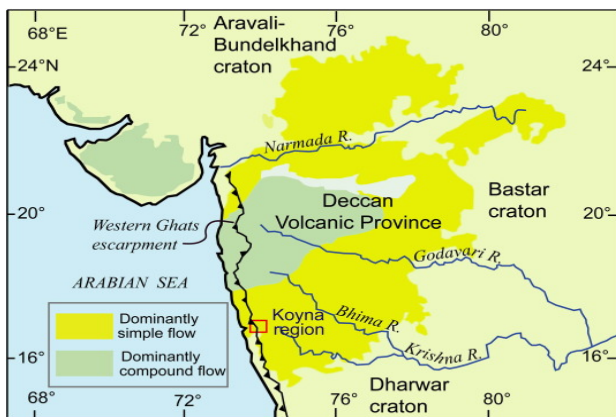 68°E
72°
76°
80°
Aravali-
Bundelkhand
craton
24°N
24°
Narmada R.
Deccan
Volcanic Province
Bastar
craton
20°
20°
Western Ghats
escarpment
Godavari R.
ARABIAN SEA
Dominantly
simple flow
Dominantly
compound flow
Koyna
region
Bhima R.
Krishna R.
16°
16°
Dharwar
craton
68°
72°
76°
80°